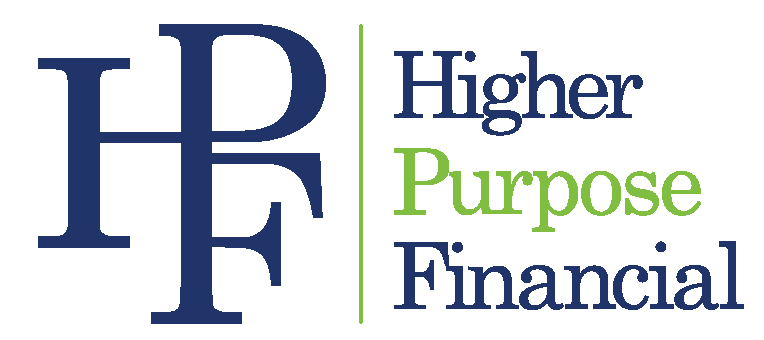 HPF
Higher
Purpose
Financial